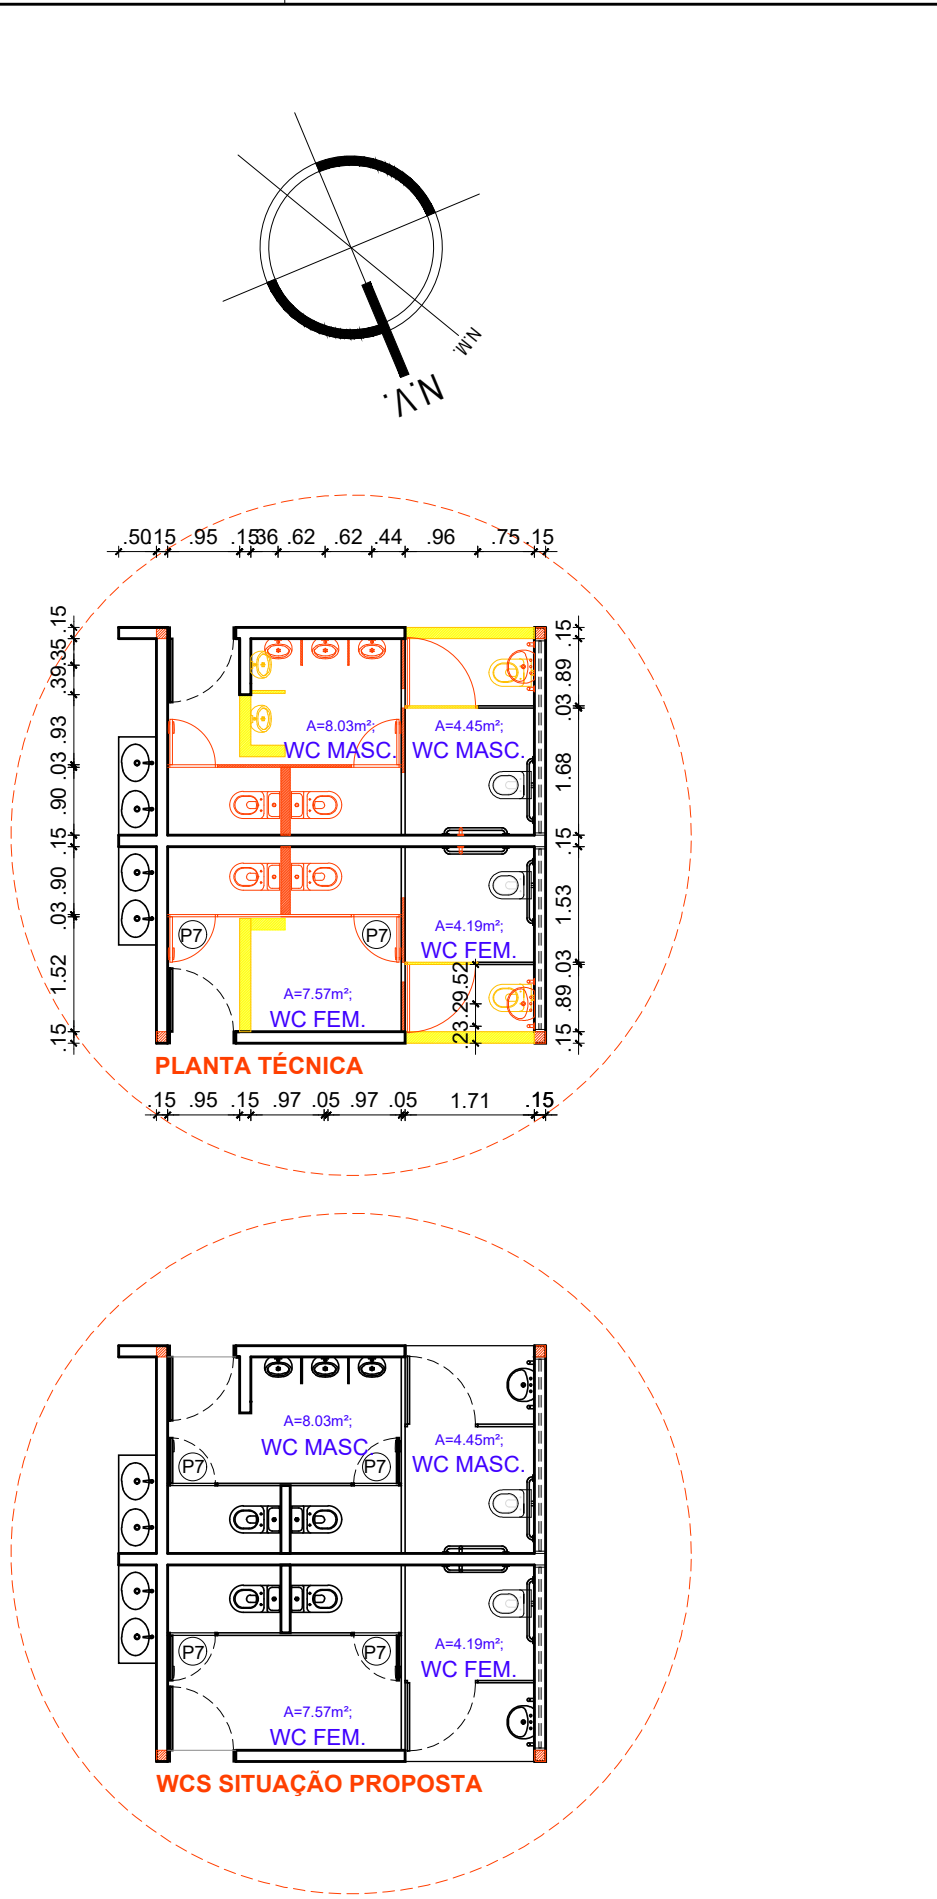 N.M.
N.V.
.50 .15 .95 .15 .36 .62 .62 .44 .96 .75 .15
.15
.35
.39
.93
.03
.90
.15
.90
.03
1.52
.15
.15
.89
.03
1.68
.15
1.53
.03
.89
.15
A=8.03m²;
WC MASC.
A=4.45m²;
WC MASC.
P7
P7
A=4.19m²;
WC FEM.
A=7.57m²;
WC FEM.
.52
.29
.23
PLANTA TÉCNICA
.15 .95 .15 .97 .05 .97 .05 1.71 .15
A=8.03m²;
WC MASC.
A=4.45m²;
WC MASC.
P7
P7
P7
P7
A=4.19m²;
WC FEM.
A=7.57m²;
WC FEM.
WCS SITUAÇÃO PROPOSTA